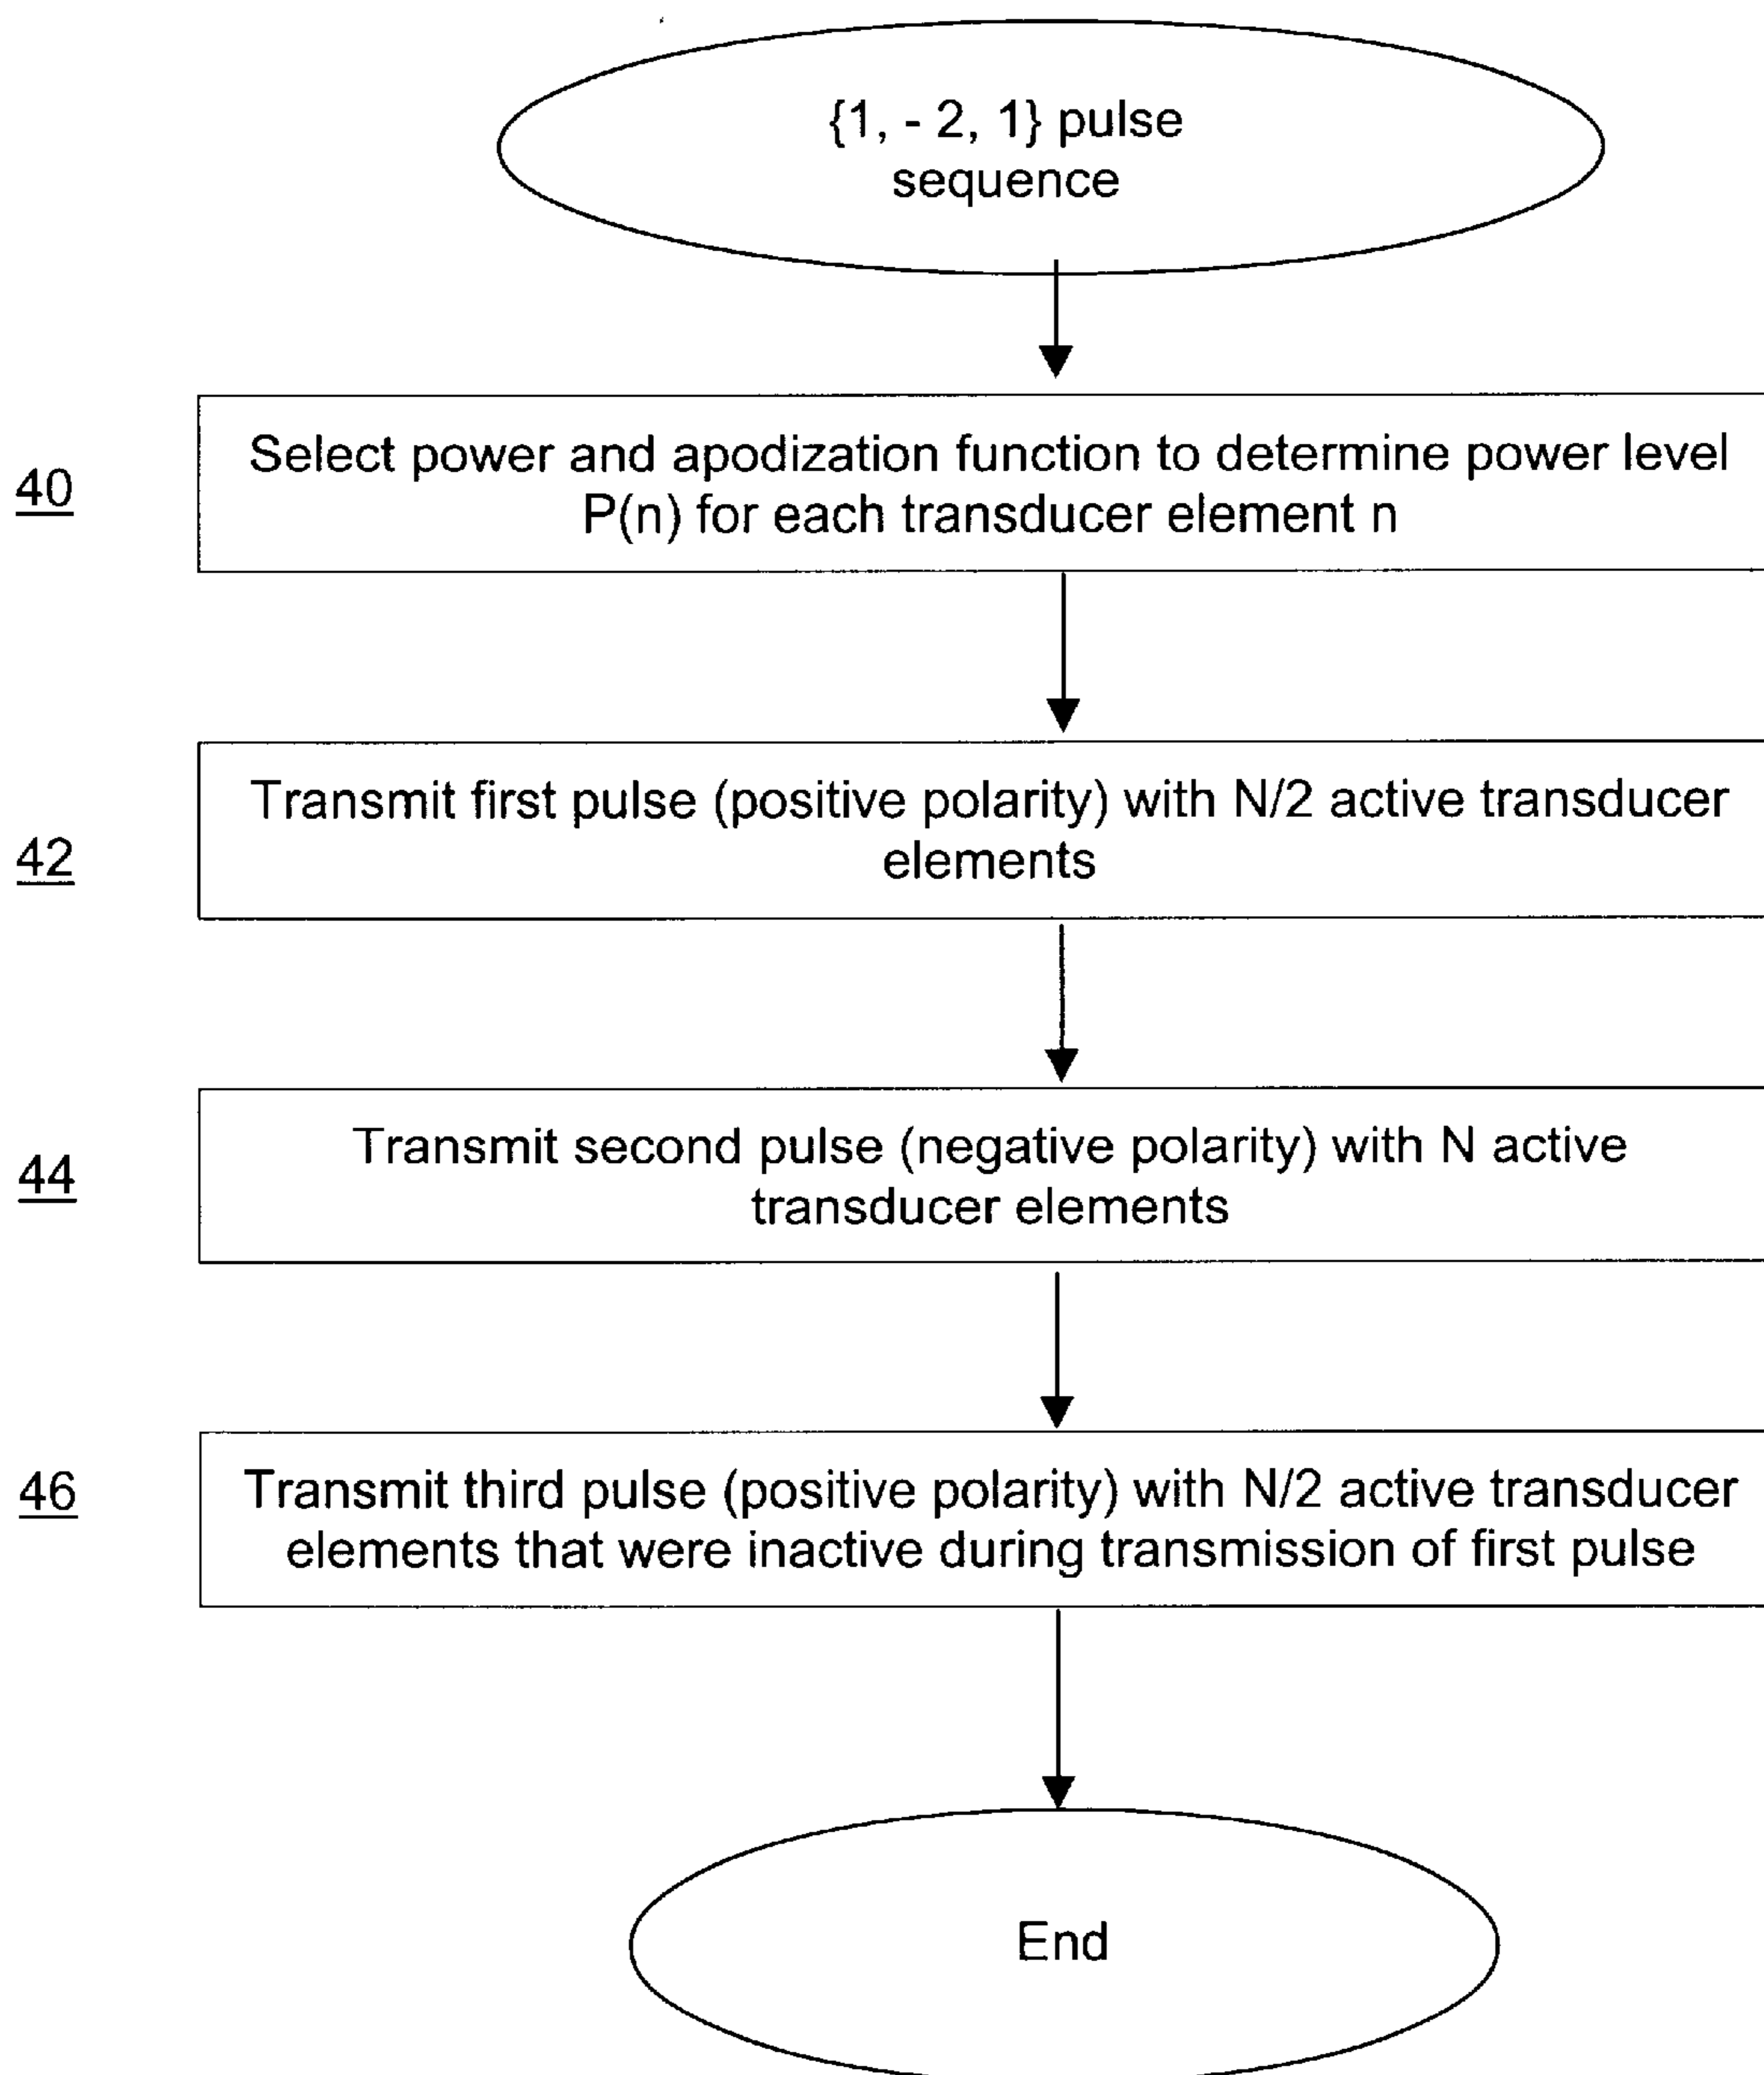 {1, - 2, 1} pulse
sequence
40
Select power and apodization function to determine power level
P(n) for each transducer element n
42
Transmit first pulse (positive polarity) with N/2 active transducer
elements
44
Transmit second pulse (negative polarity) with N active
transducer elements
46
Transmit third pulse (positive polarity) with N/2 active transducer
elements that were inactive during transmission of first pulse
End